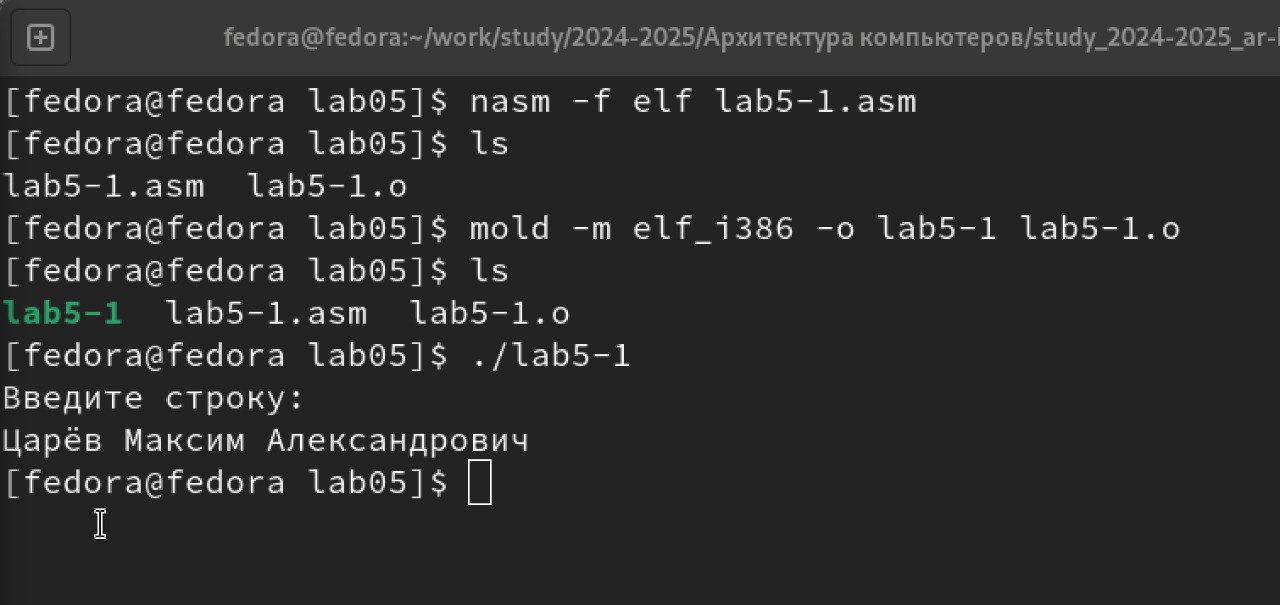 fedora@fedora:~/work/study/2024-2025/Архитектура компьютеров/study_2024-2025_ar-
[fedora@fedora lab05]$ nasm -f elf lab5-1.asm
[fedora@fedora lab05]$ ls
lab5-1.asm  lab5-1.o
[fedora@fedora lab05]$ mold -m elf_i386 -o lab5-1 lab5-1.o
[fedora@fedora lab05]$ ls
lab5-1  lab5-1.asm  lab5-1.o
[fedora@fedora lab05]$ ./lab5-1
Введите строку:
Царёв Максим Александрович
[fedora@fedora lab05]$